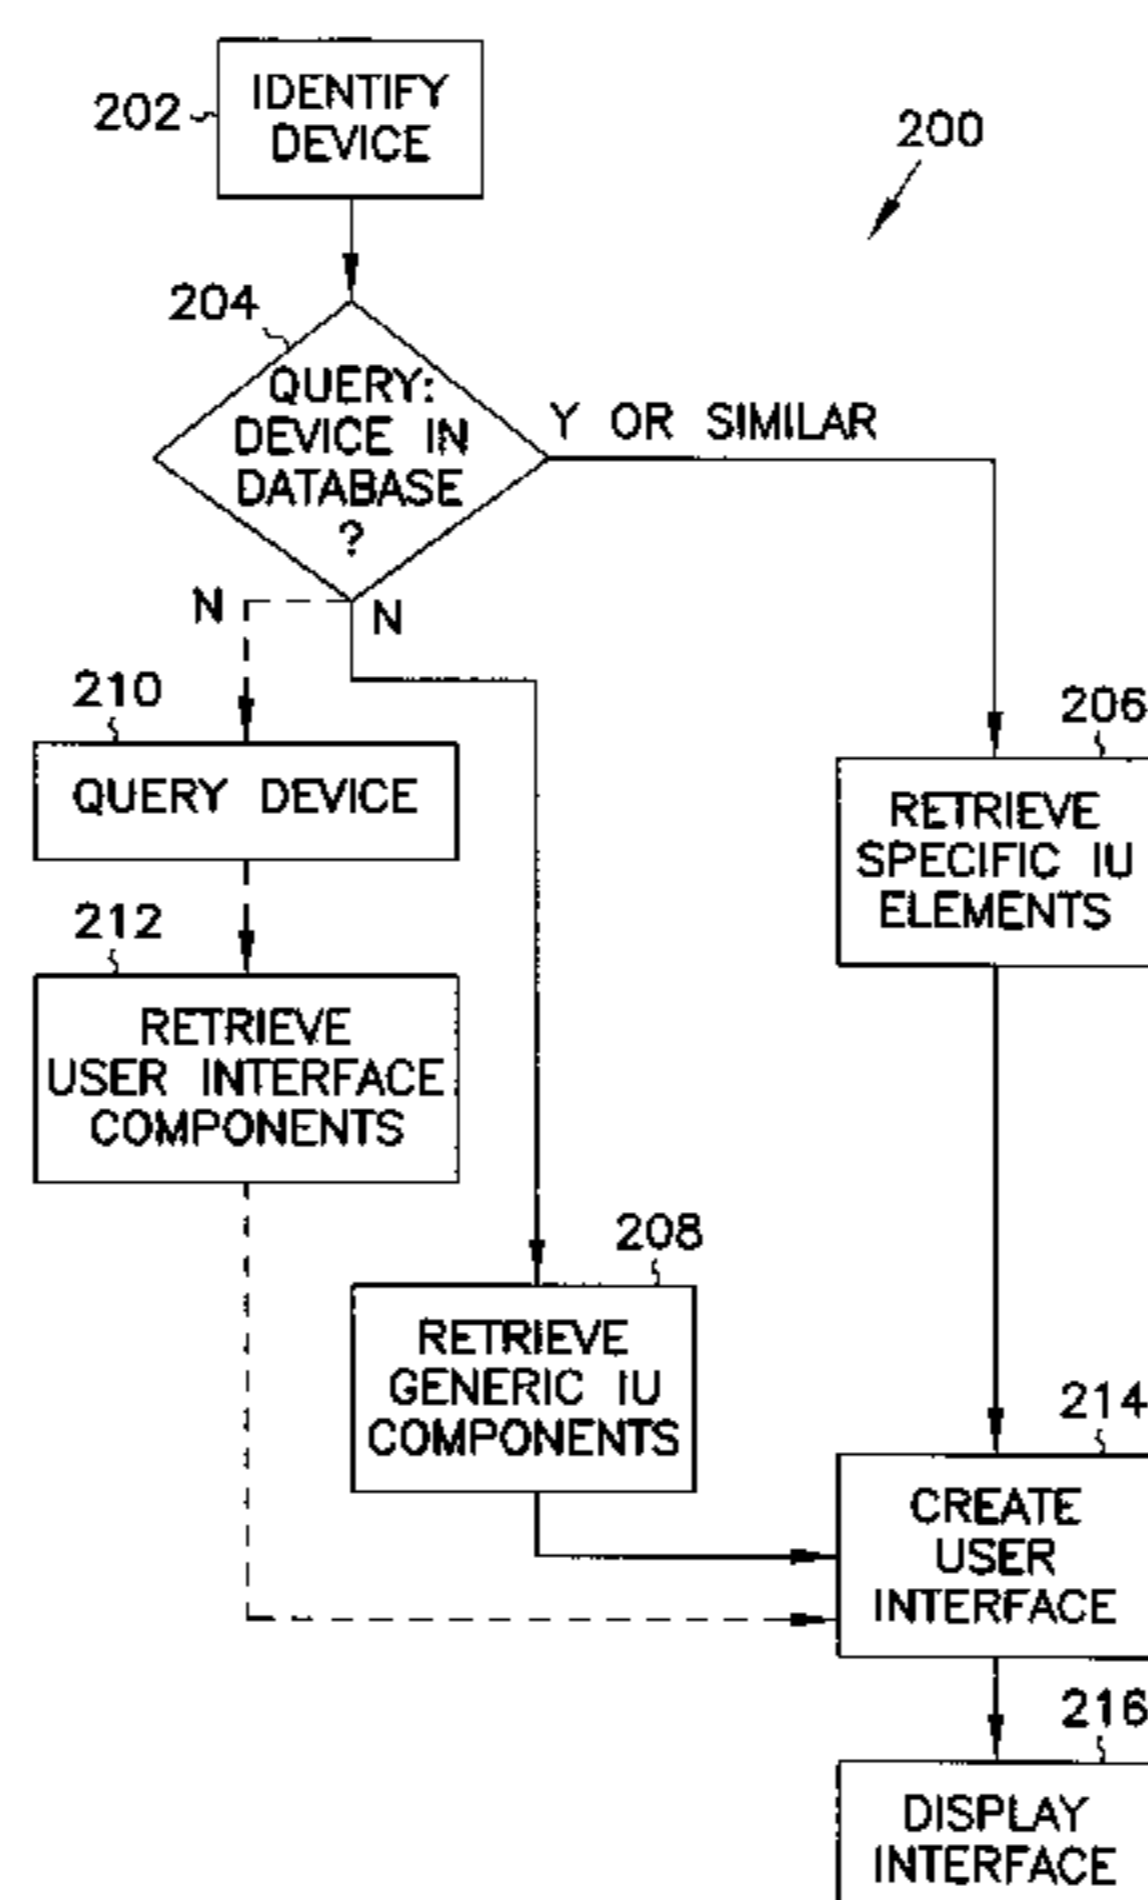 202
IDENTIFY
DEVICE
200
204
QUERY:
DEVICE IN
DATABASE
?
Y OR SIMILAR
N
N
210
QUERY DEVICE
206
RETRIEVE
SPECIFIC IU
ELEMENTS
212
RETRIEVE
USER INTERFACE
COMPONENTS
208
RETRIEVE
GENERIC IU
COMPONENTS
214
CREATE
USER
INTERFACE
216
DISPLAY
INTERFACE